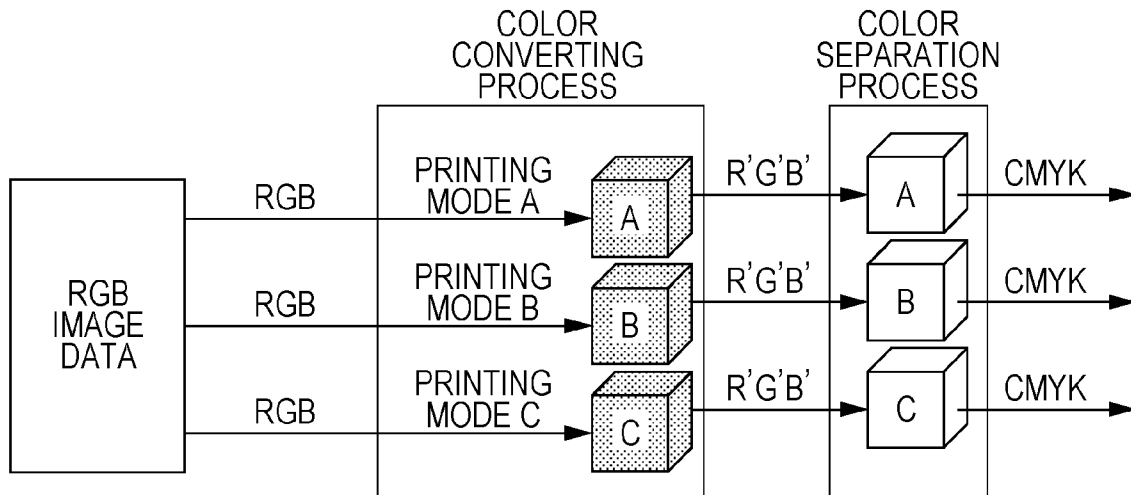 COLOR
CONVERTING
PROCESS
COLOR
SEPARATION
PROCESS
RGB
IMAGE
DATA
RGB
PRINTING
MODE A
A
R'G'B'
A
CMYK
RGB
PRINTING
MODE B
B
R'G'B'
B
CMYK
RGB
PRINTING
MODE C
C
R'G'B'
C
CMYK